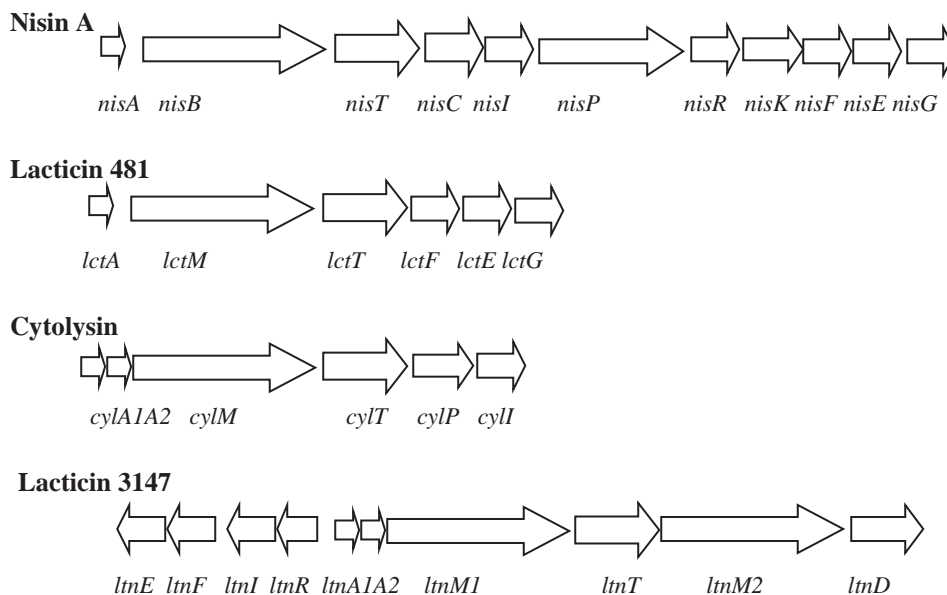 Nisin A
nisA nisB nisT nisC nisI nisP nisR nisK nisF nisE nisG
Lacticin 481
lctA lctM lctT lctF lctE lctG
Cytolysin
cylA1A2 cylM cylT cylP cylI
Lacticin 3147
ltnE ltnF ltnI ltnR ltnA1A2 ltnM1 ltnT ltnM2 ltnD